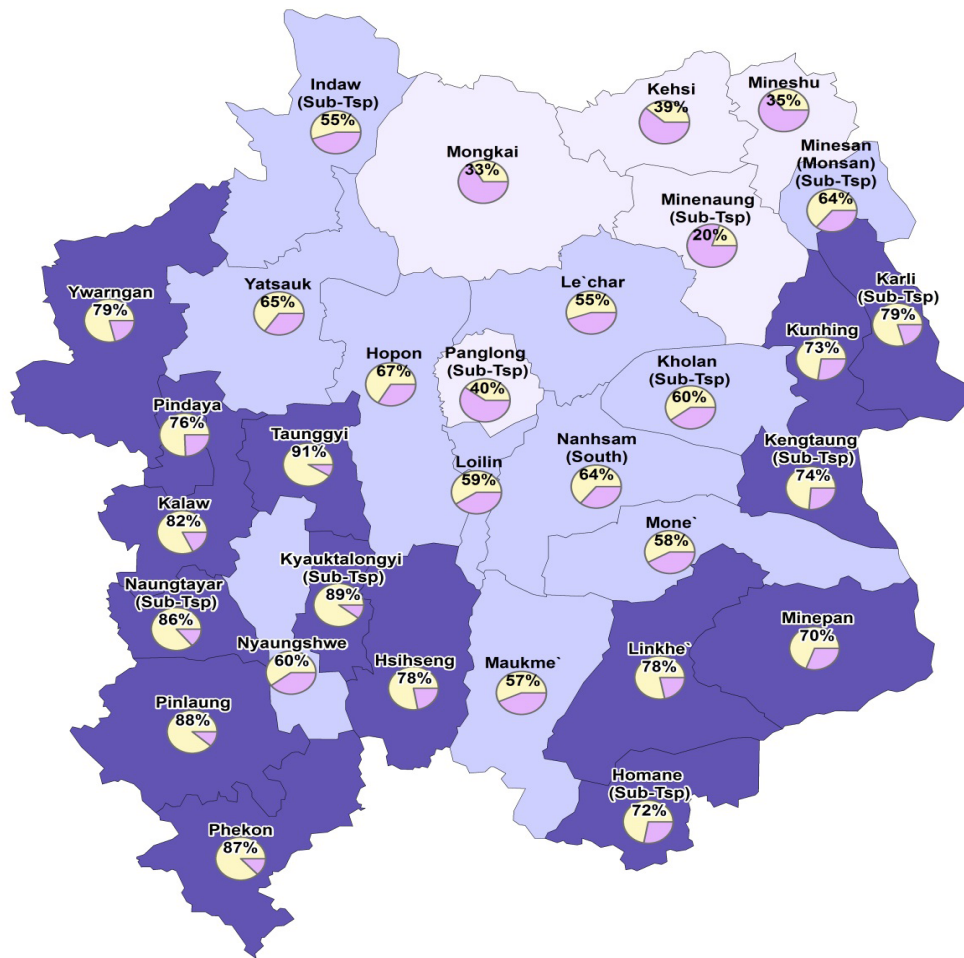 Indaw
(Sub-Tsp)
55%
Kehsi
39%
Mineshu
35%
Mongkai
33%
Minesan
(Monsan)
(Sub-Tsp)
64%
Minenaung
(Sub-Tsp)
20%
Ywarngan
79%
Yatsauk
65%
Le`char
55%
Karli
(Sub-Tsp)
79%
Kunhing
73%
Hopon
67%
Panglong
(Sub-Tsp)
40%
Kholan
(Sub-Tsp)
60%
Pindaya
76%
Taunggyi
91%
Loilin
59%
Nanhsam
(South)
64%
Kengtaung
(Sub-Tsp)
74%
Kalaw
82%
Mone`
58%
Naungtayar
(Sub-Tsp)
86%
Kyauktalongyi
(Sub-Tsp)
89%
Nyaungshwe
60%
Hsihseng
78%
Maukme`
57%
Linkhe`
78%
Minepan
70%
Pinlaung
88%
Homane
(Sub-Tsp)
72%
Phekon
87%